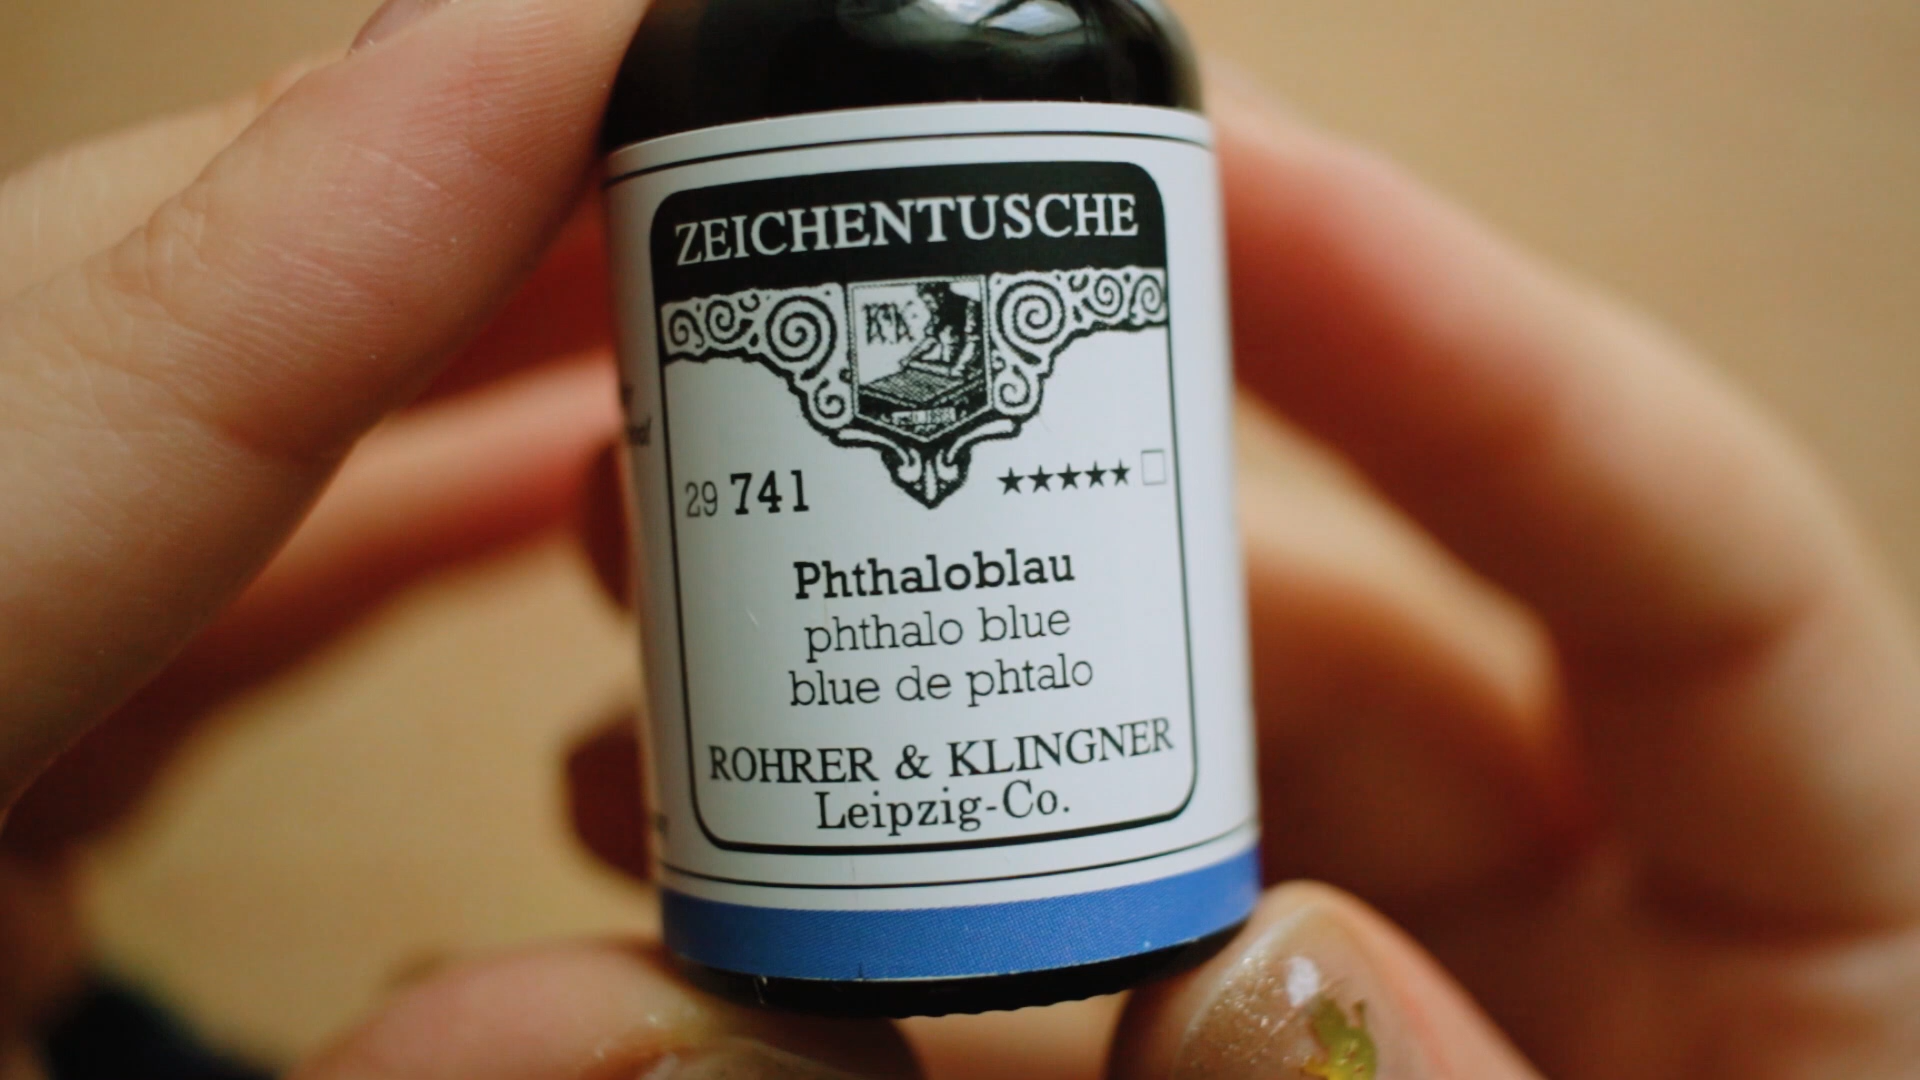 ZEICHENTUSCHE
29 741 ★★★★★
Phthaloblau
phthalo blue
blue de phtalo
ROHRER & KLINGNER
Leipzig-Co.